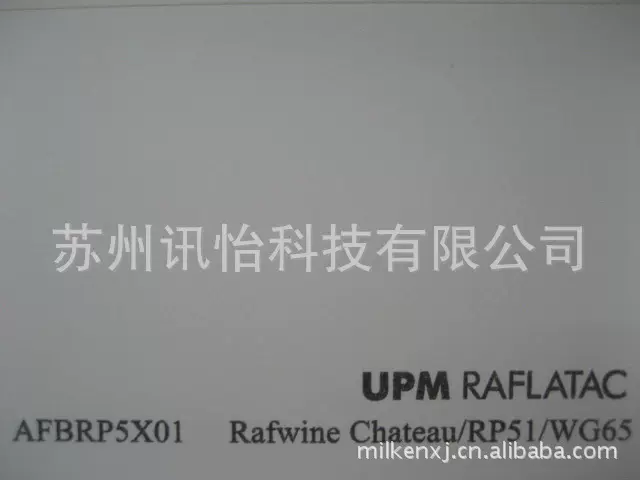 苏州讯怡科技有限公司
UPM RAFLATAC
AFBRP5X01 Rafwine Chateau/RP51/WG65
milkenxj.cn.alibaba.com